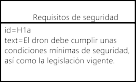 Requisitos de seguridad
id=H1a
text=El dron debe cumplir unas
condiciones mínimas de seguridad,
así como la legislación vigente.